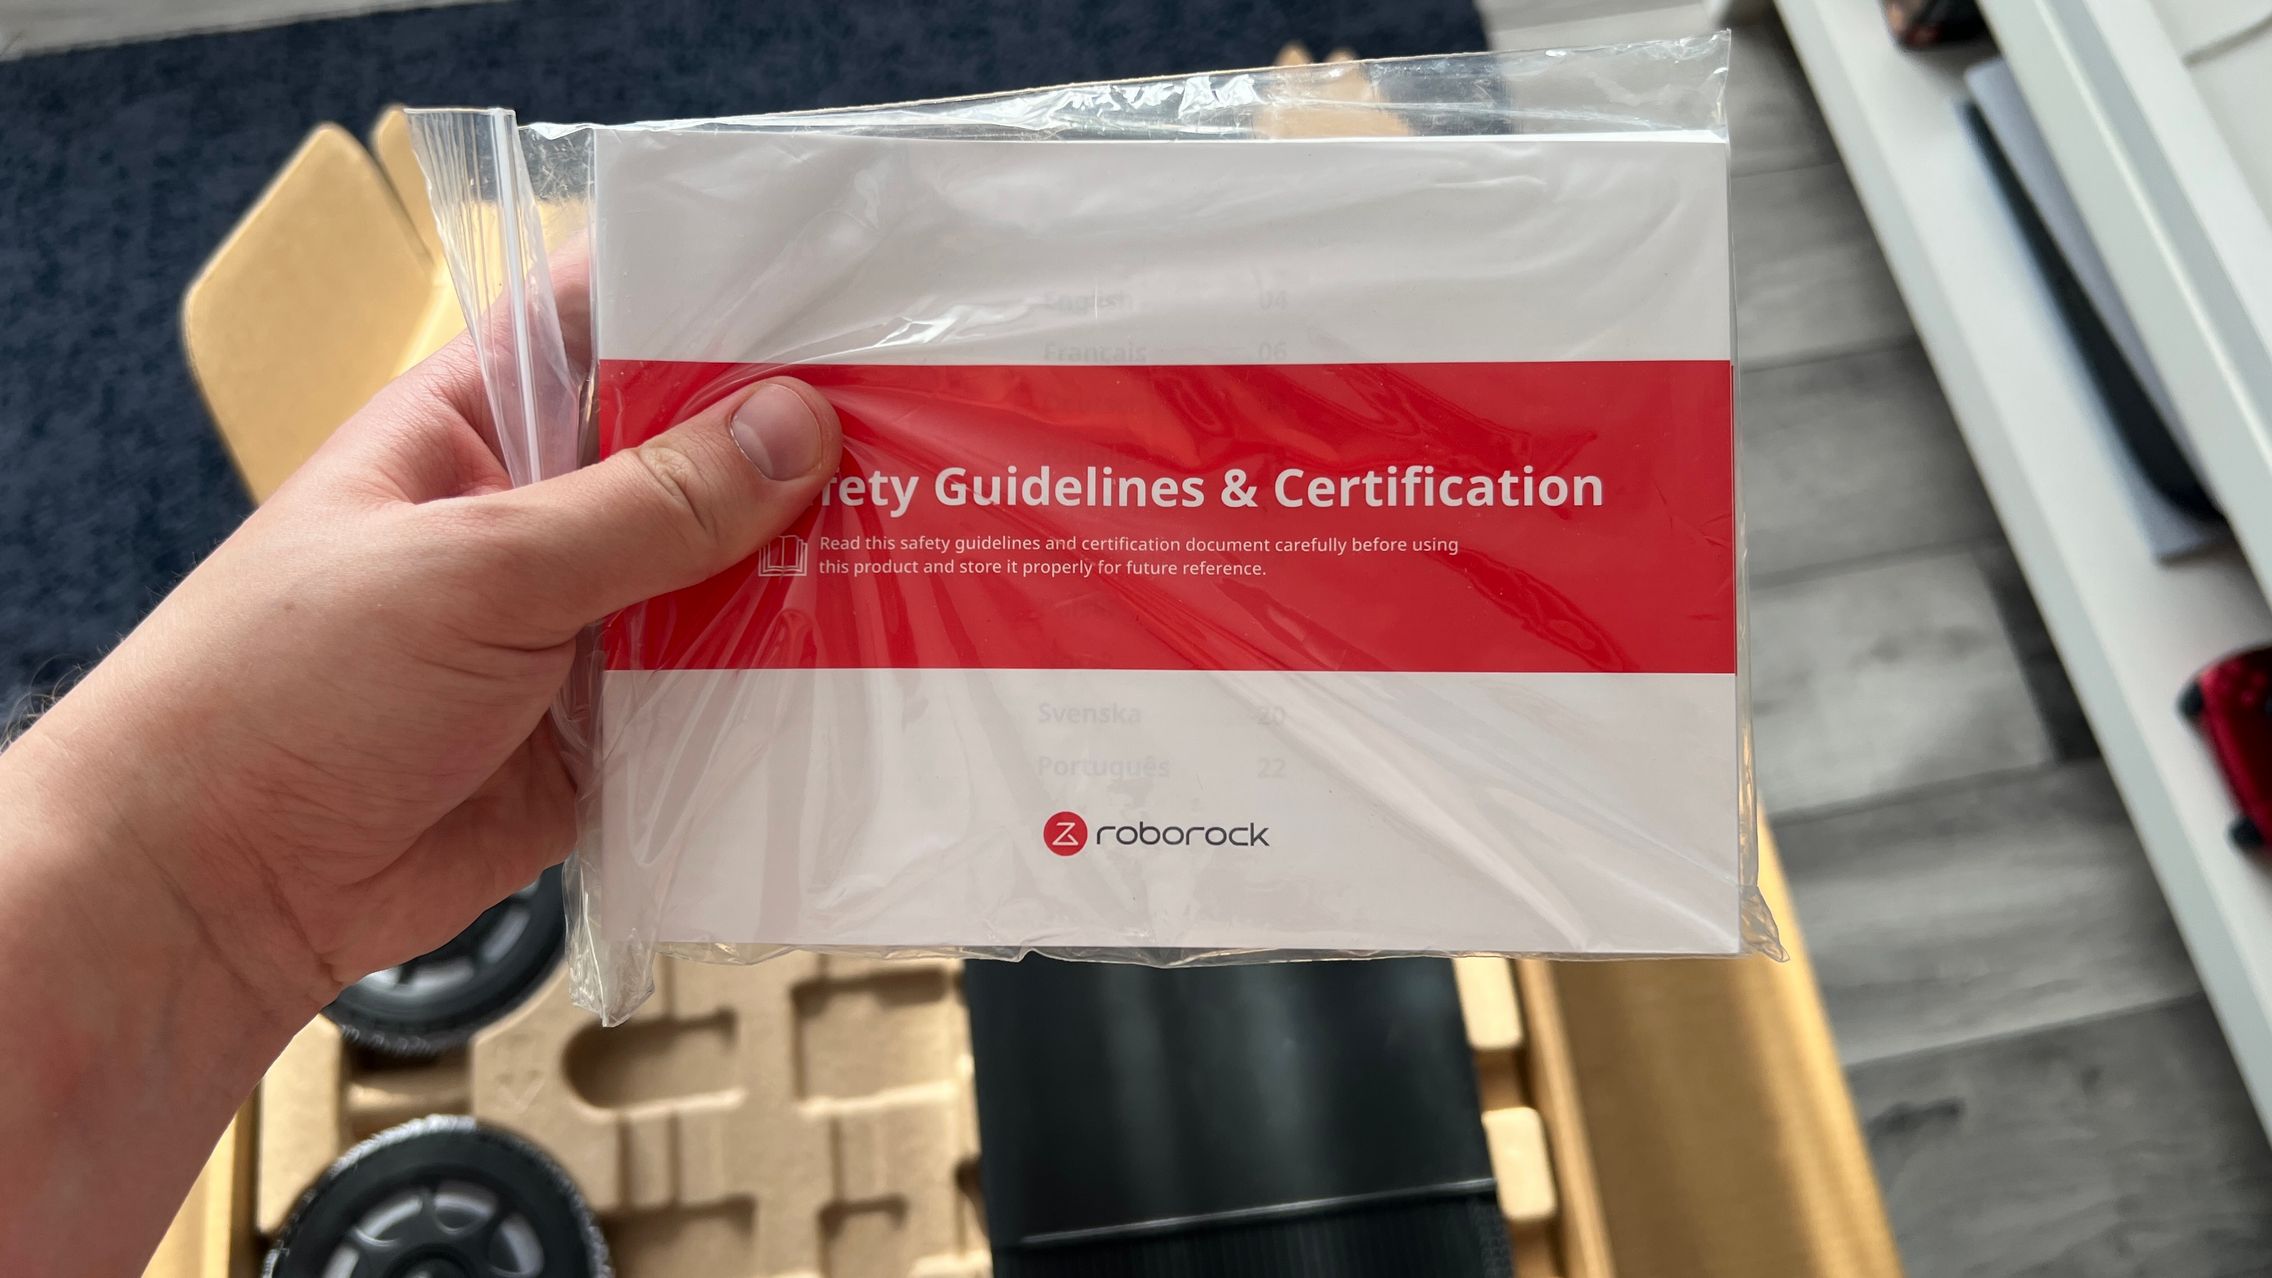 English 04
Français 06
fety Guidelines & Certification
Read this safety guidelines and certification document carefully before using
this product and store it properly for future reference.
Svenska 20
Português 22
roborock